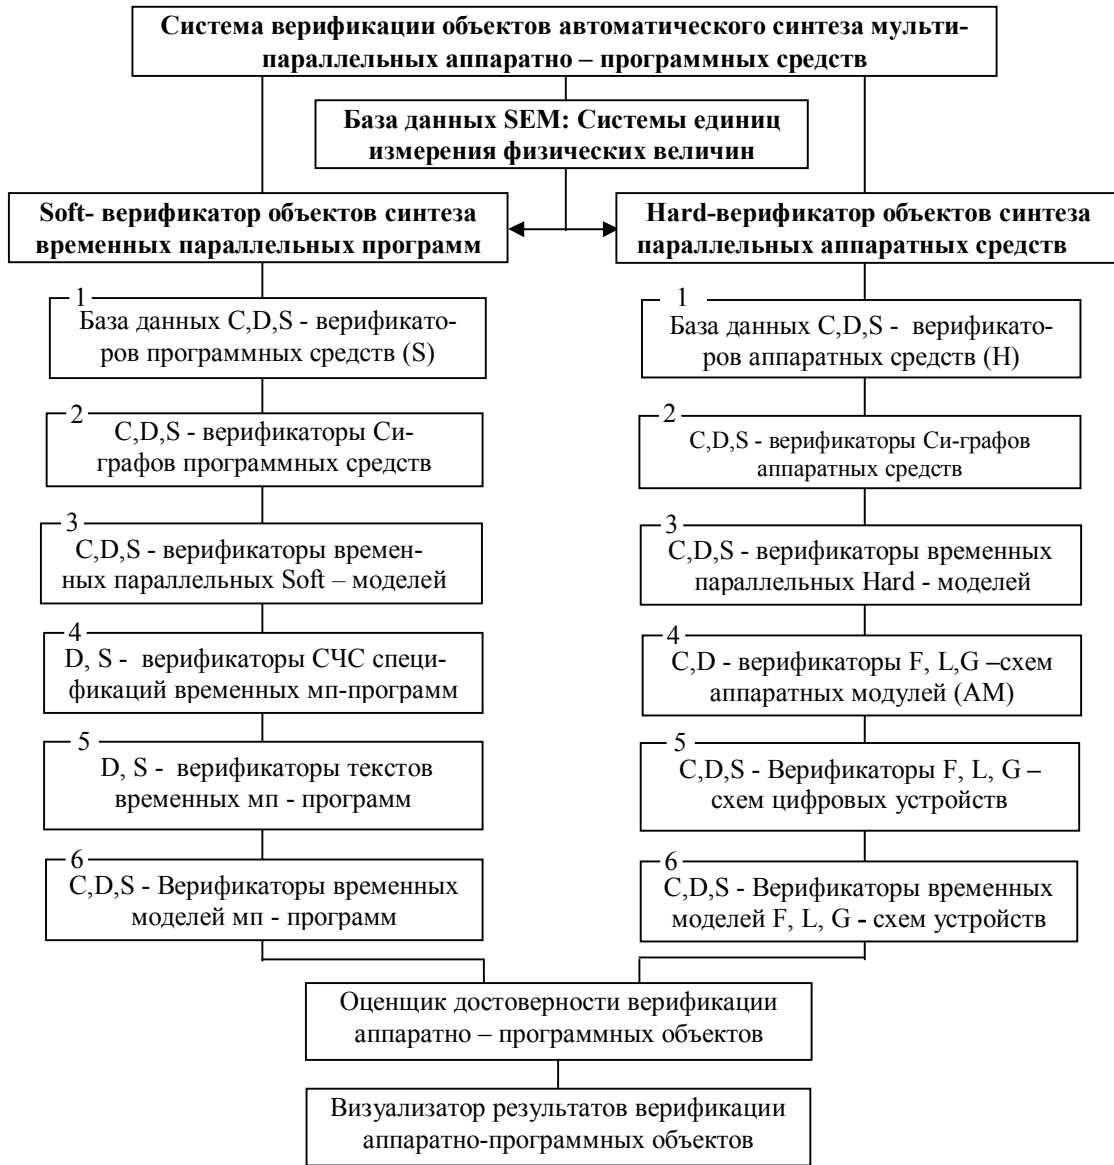 Система верификации объектов автоматического синтеза мульти-
параллельных аппаратно – программных средств
База данных SEM: Системы единиц
измерения физических величин
Soft- верификатор объектов синтеза
временных параллельных программ
Hard-верификатор объектов синтеза
параллельных аппаратных средств
1
База данных C,D,S - верификато-
ров программных средств (S)
2
C,D,S - верификаторы Си-
графов программных средств
3
C,D,S - верификаторы времен-
ных параллельных Soft – моделей
4
D, S - верификаторы СЧС специ-
фикаций временных мп-программ
5
D, S - верификаторы текстов
временных мп - программ
6
C,D,S - Верификаторы временных
моделей мп - программ
1
База данных C,D,S - верификато-
ров аппаратных средств (H)
2
C,D,S - верификаторы Си-графов
аппаратных средств
3
C,D,S - верификаторы временных
параллельных Hard - моделей
4
C,D - верификаторы F, L,G –схем
аппаратных модулей (АМ)
5
C,D,S - Верификаторы F, L, G –
схем цифровых устройств
6
C,D,S - Верификаторы временных
моделей F, L, G - схем устройств
Оценщик достоверности верификации
аппаратно – программных объектов
Визуализатор результатов верификации
аппаратно-программных объектов